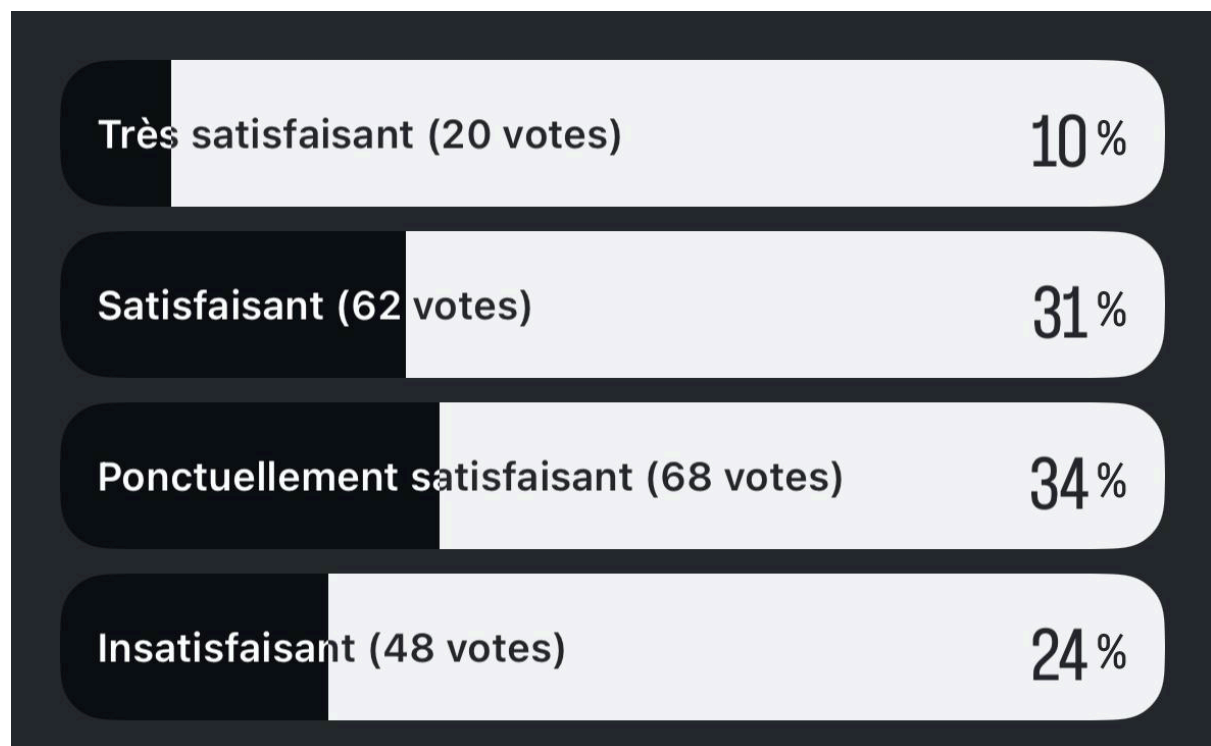 Très satisfaisant (20 votes) 10 %
Satisfaisant (62 votes) 31 %
Ponctuellement satisfaisant (68 votes) 34 %
Insatisfaisant (48 votes) 24 %